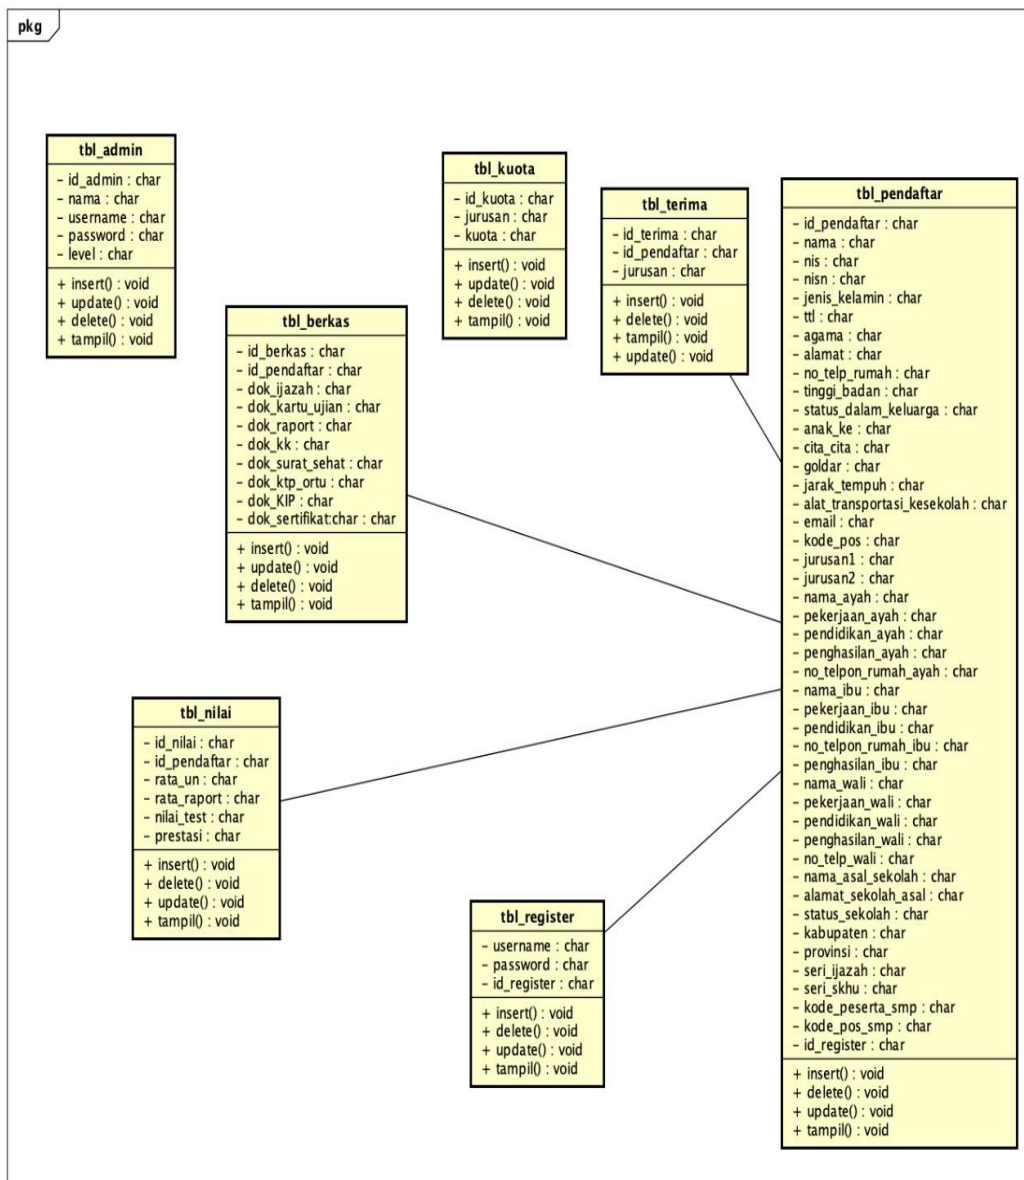 pkg
tbl_admin
– id_admin : char
– nama : char
– username : char
– password : char
– level : char
+ insert() : void
+ update() : void
+ delete() : void
+ tampil() : void
tbl_kuota
– id_kuota : char
– jurusan : char
– kuota : char
+ insert() : void
+ update() : void
+ delete() : void
+ tampil() : void
tbl_terima
– id_terima : char
– id_pendaftar : char
– jurusan : char
+ insert() : void
+ delete() : void
+ tampil() : void
+ update() : void
tbl_berkas
– id_berkas : char
– id_pendaftar : char
– dok_ijazah : char
– dok_kartu_ujian : char
– dok_raport : char
– dok_kk : char
– dok_surat_sehat : char
– dok_ktp_ortu : char
– dok_KIP : char
– dok_sertifikat:char : char
+ insert() : void
+ update() : void
+ delete() : void
+ tampil() : void
tbl_nilai
– id_nilai : char
– id_pendaftar : char
– rata_un : char
– rata_raport : char
– nilai_test : char
– prestasi : char
+ insert() : void
+ delete() : void
+ update() : void
+ tampil() : void
tbl_register
– username : char
– password : char
– id_register : char
+ insert() : void
+ delete() : void
+ update() : void
+ tampil() : void
tbl_pendaftar
– id_pendaftar : char
– nama : char
– nis : char
– nisn : char
– jenis_kelamin : char
– ttl : char
– agama : char
– alamat : char
– no_telp_rumah : char
– tinggi_badan : char
– status_dalam_keluarga : char
– anak_ke : char
– cita_cita : char
– goldar : char
– jarak_tempuh : char
– alat_transportasi_kesekolah : char
– email : char
– kode_pos : char
– jurusan1 : char
– jurusan2 : char
– nama_ayah : char
– pekerjaan_ayah : char
– pendidikan_ayah : char
– penghasilan_ayah : char
– no_telpon_rumah_ayah : char
– nama_ibu : char
– pekerjaan_ibu : char
– pendidikan_ibu : char
– no_telpon_rumah_ibu : char
– penghasilan_ibu : char
– nama_wali : char
– pekerjaan_wali : char
– pendidikan_wali : char
– penghasilan_wali : char
– no_telp_wali : char
– nama_asal_sekolah : char
– alamat_sekolah_asal : char
– status_sekolah : char
– kabupaten : char
– provinsi : char
– seri_ijazah : char
– seri_skhu : char
– kode_peserta_smp : char
– kode_pos_smp : char
– id_register : char
+ insert() : void
+ delete() : void
+ update() : void
+ tampil() : void